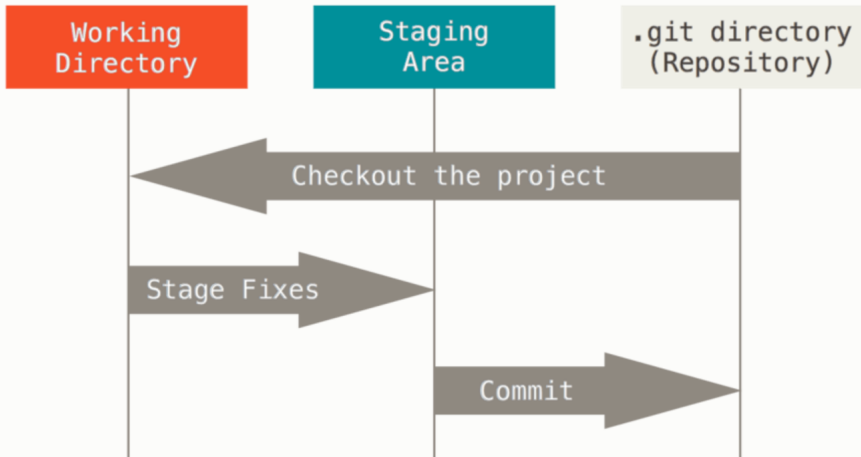 Working
Directory
Staging
Area
.git directory
(Repository)
Checkout the project
Stage Fixes
Commit